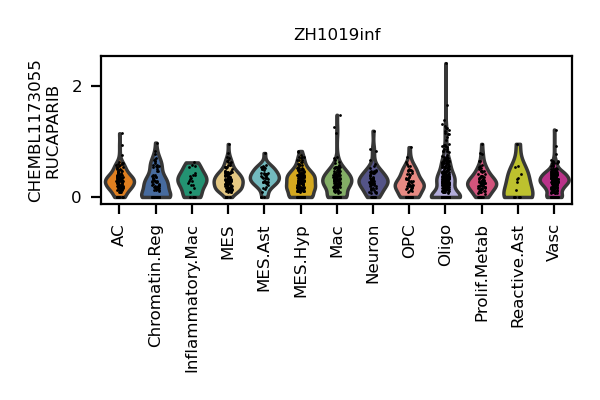 ZH1019inf
CHEMBL1173055
RUCAPARIB
2
0
AC
Chromatin.Reg
Inflammatory.Mac
MES
MES.Ast
MES.Hyp
Mac
Neuron
OPC
Oligo
Prolif.Metab
Reactive.Ast
Vasc